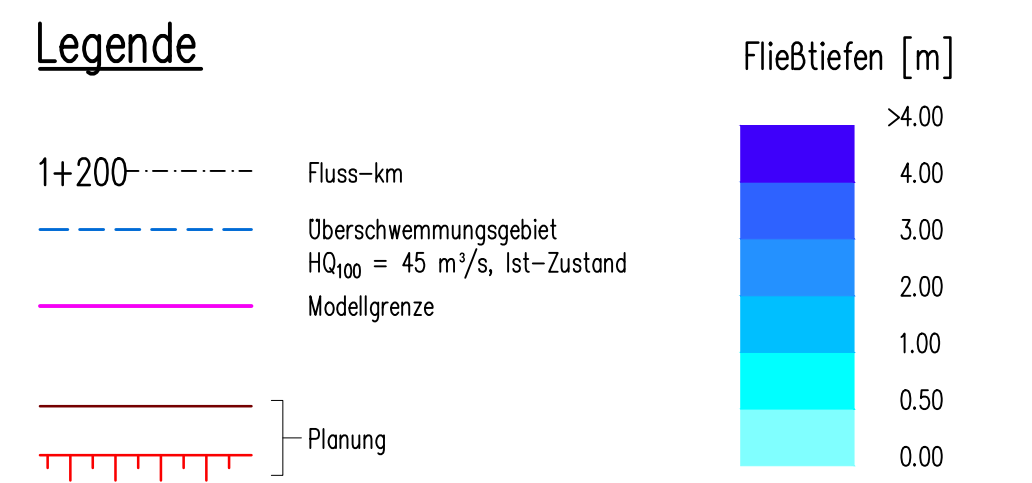 Legende
1+200
Fluss-km
Überschwemmungsgebiet
HQ100 = 45 m³/s, Ist-Zustand
Modellgrenze
Planung
Fließtiefen [m]
>4.00
4.00
3.00
2.00
1.00
0.50
0.00